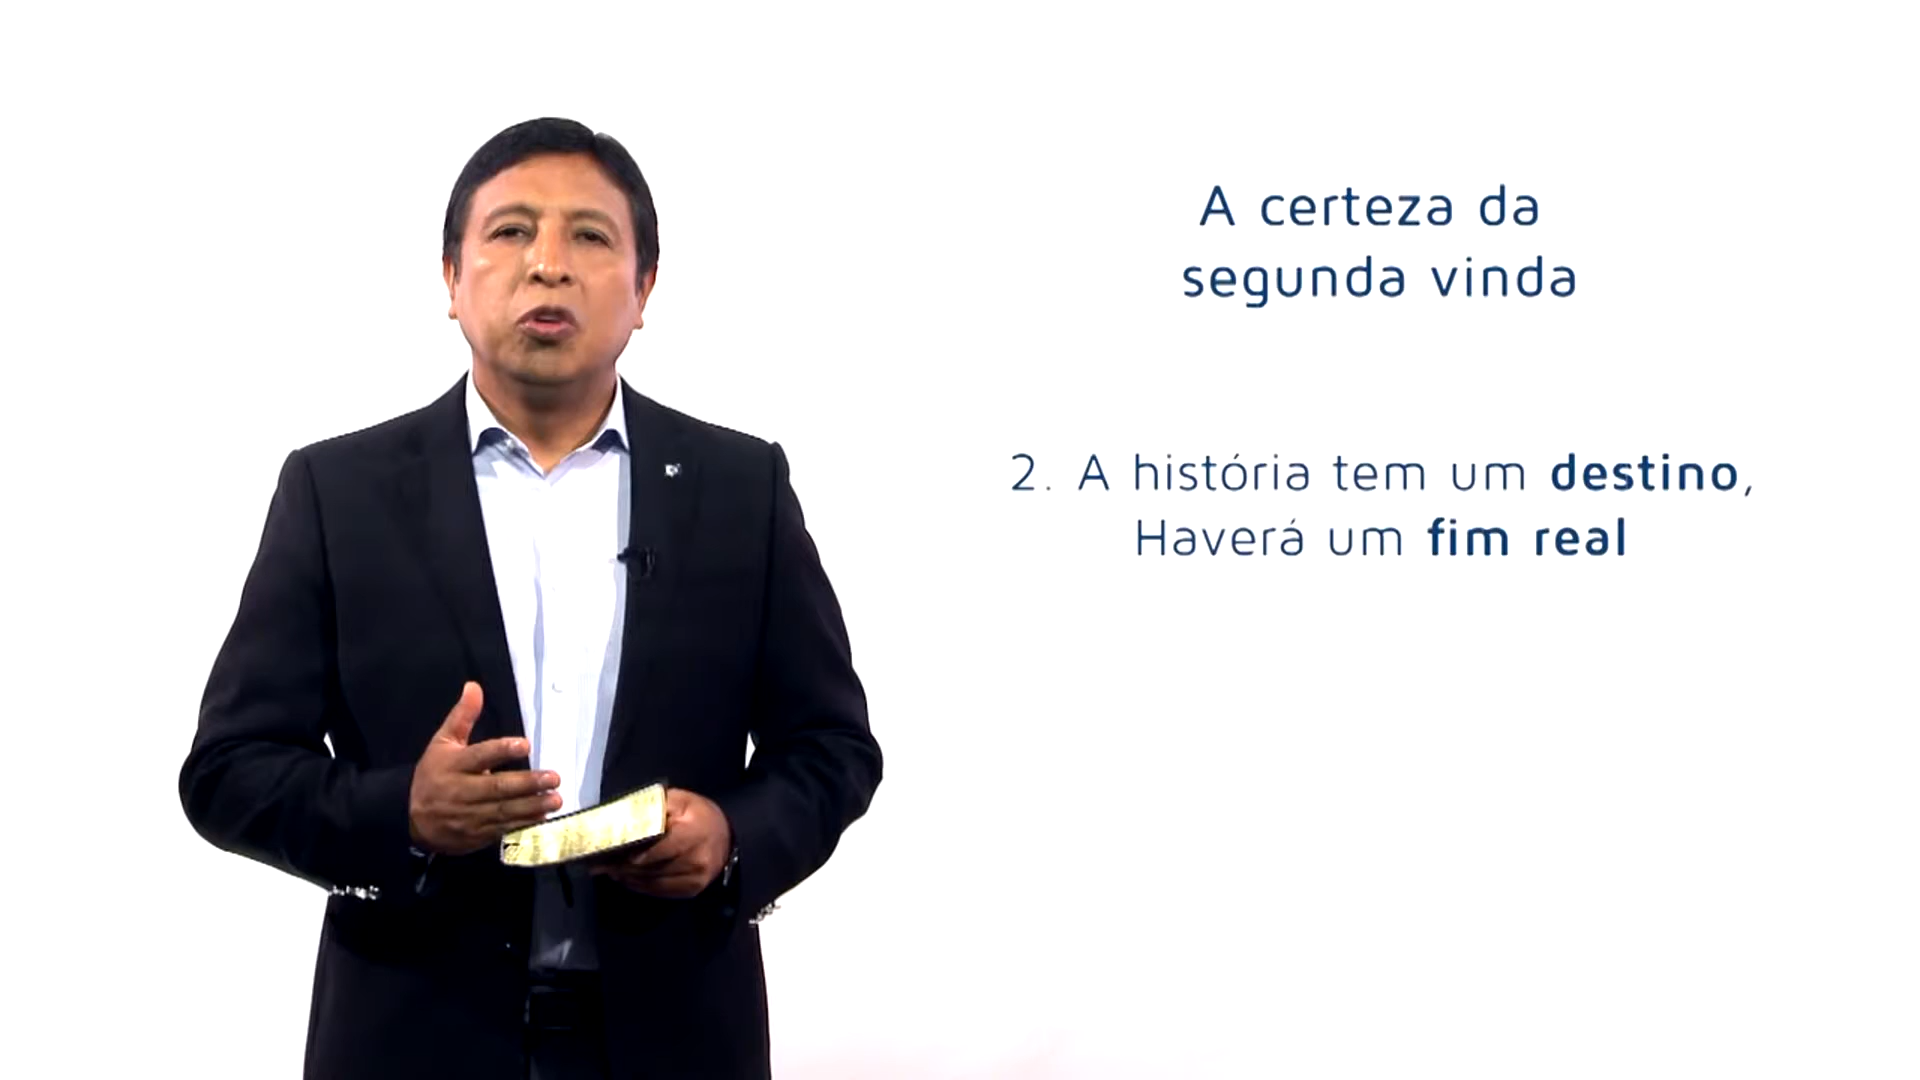 A certeza da
segunda vinda
2. A história tem um destino,
Haverá um fim real